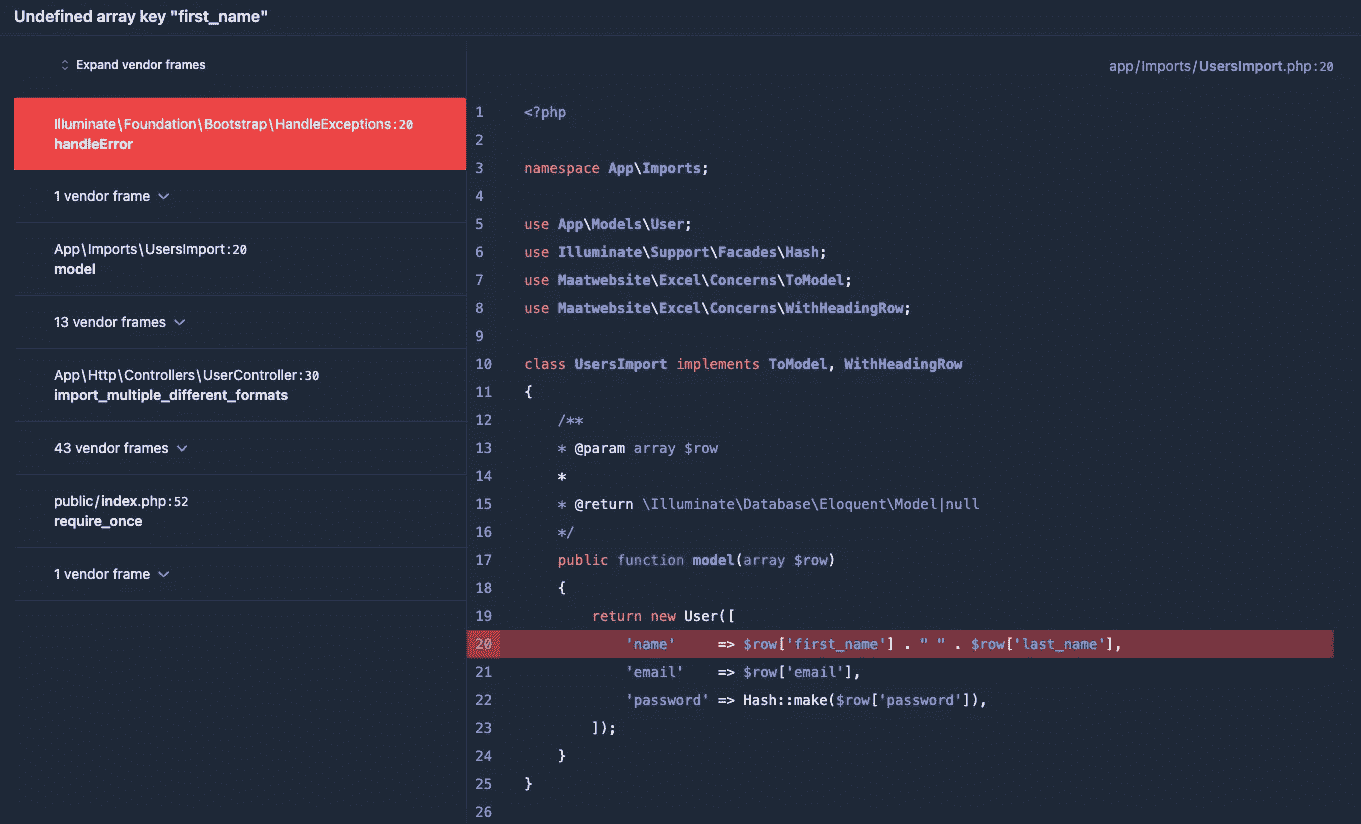 Undefined array key "first_name"
Expand vendor frames
app/Imports/UsersImport.php:20
Illuminate\Foundation\Bootstrap\HandleExceptions:20
handleError
1 vendor frame
App\Imports\UsersImport:20
model
13 vendor frames
App\Http\Controllers\UserController:30
import_multiple_different_formats
43 vendor frames
public/index.php:52
require_once
1 vendor frame
1 <?php
2
3 namespace App\Imports;
4
5 use App\Models\User;
6 use Illuminate\Support\Facades\Hash;
7 use Maatwebsite\Excel\Concerns\ToModel;
8 use Maatwebsite\Excel\Concerns\WithHeadingRow;
9
10 class UsersImport implements ToModel, WithHeadingRow
11 {
12 /**
13 * @param array $row
14 *
15 * @return \Illuminate\Database\Eloquent\Model|null
16 */
17 public function model(array $row)
18 {
19 return new User([
20 'name' => $row['first_name'] . " " . $row['last_name'],
21 'email' => $row['email'],
22 'password' => Hash::make($row['password']),
23 ]);
24 }
25 }
26